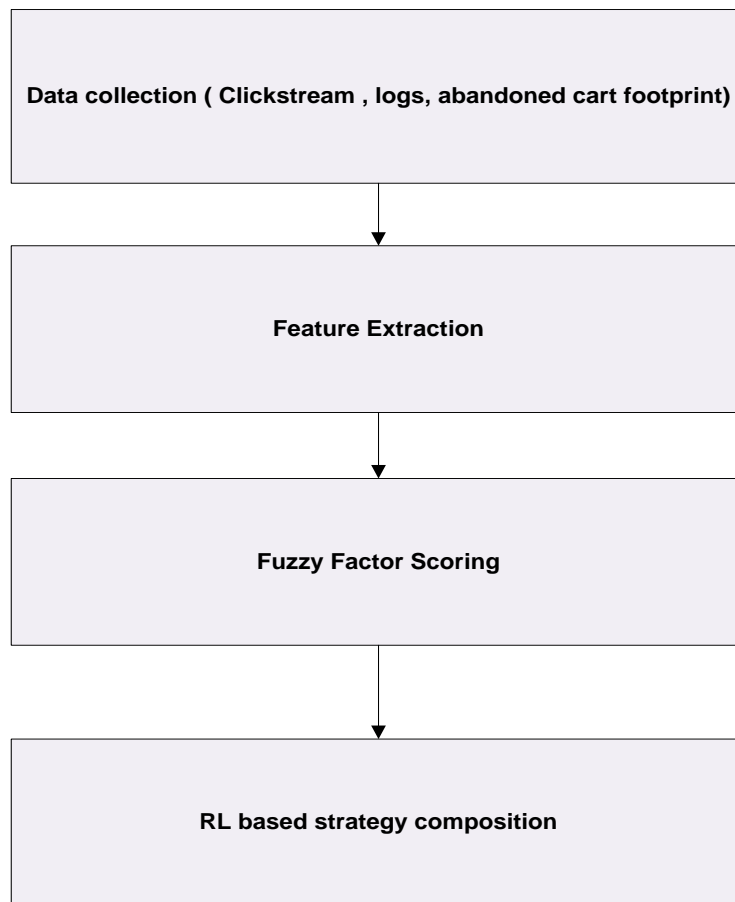 Data collection ( Clickstream , logs, abandoned cart footprint)
Feature Extraction
Fuzzy Factor Scoring
RL based strategy composition